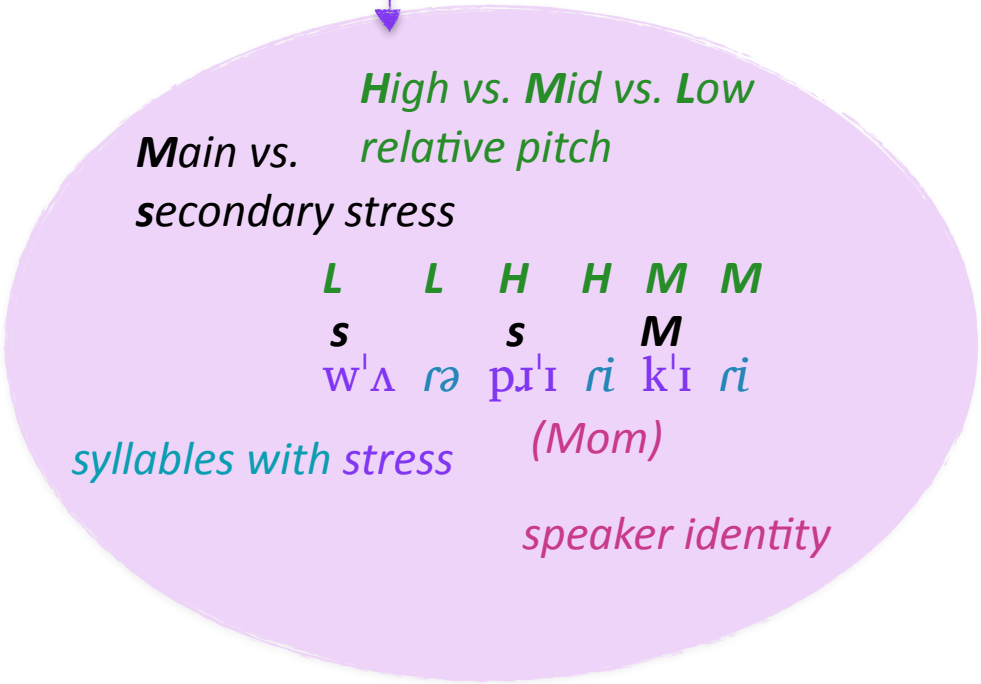 High vs. Mid vs. Low
relative pitch
Main vs.
secondary stress
L L H H M M
s s M
wˈʌ ɾə pɹˈɪ ɾi kˈɪ ɾi
(Mom)
syllables with stress
speaker identity